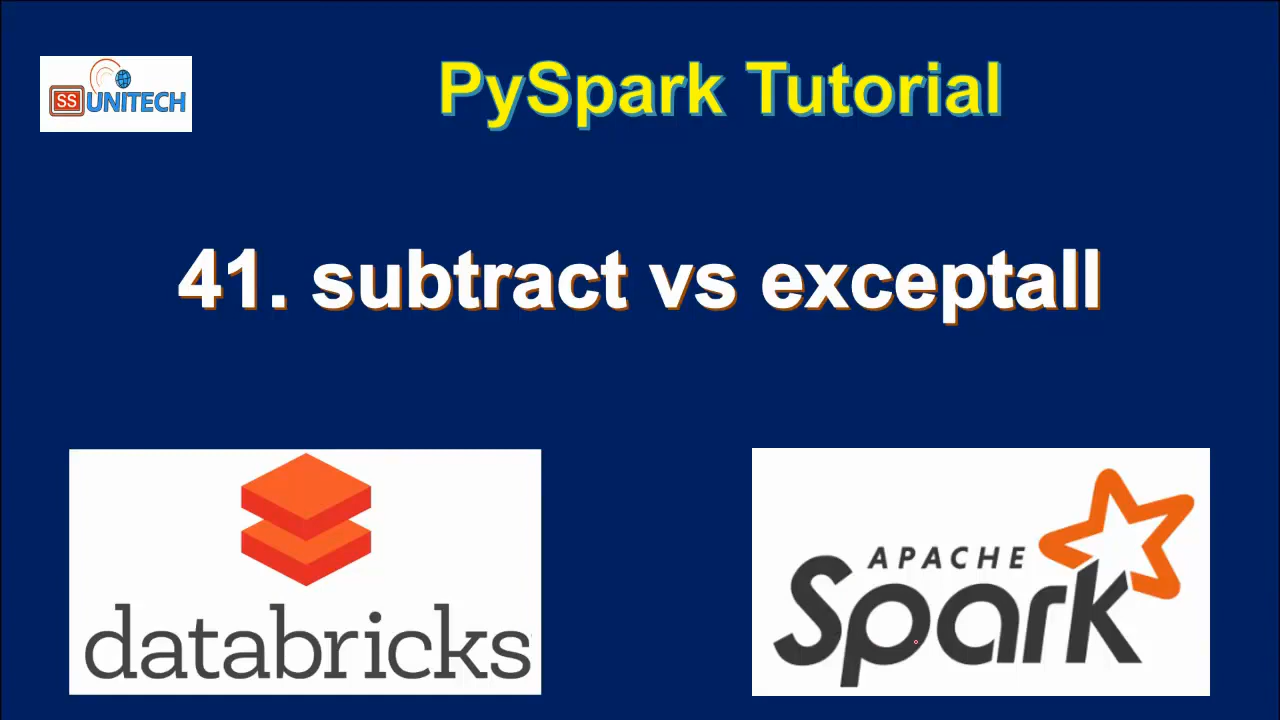 SS UNITECH
PySpark Tutorial
41. subtract vs exceptall
databricks
APACHE
Spark